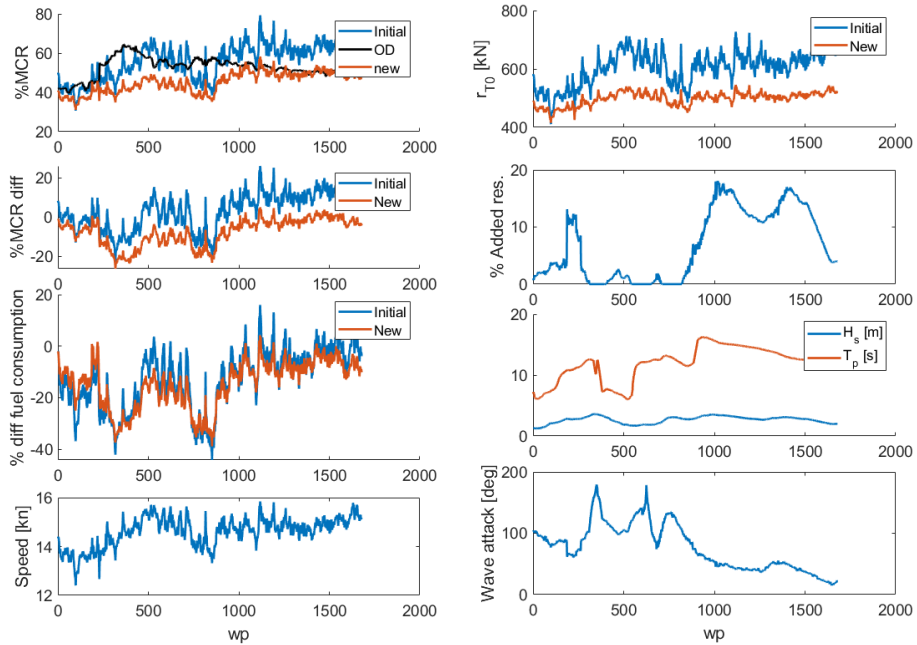 80
60
40
20
%MCR
Initial
OD
new
0 500 1000 1500 2000
20
0
-20
%MCR diff
Initial
New
0 500 1000 1500 2000
20
0
-20
-40
% diff fuel consumption
Initial
New
0 500 1000 1500 2000
16
14
12
Speed [kn]
0 500 1000 1500 2000
wp
800
600
400
r_T0 [kN]
Initial
New
0 500 1000 1500 2000
20
10
0
% Added res.
0 500 1000 1500 2000
20
10
0
H_s [m]
T_p [s]
0 500 1000 1500 2000
200
100
0
Wave attack [deg]
0 500 1000 1500 2000
wp